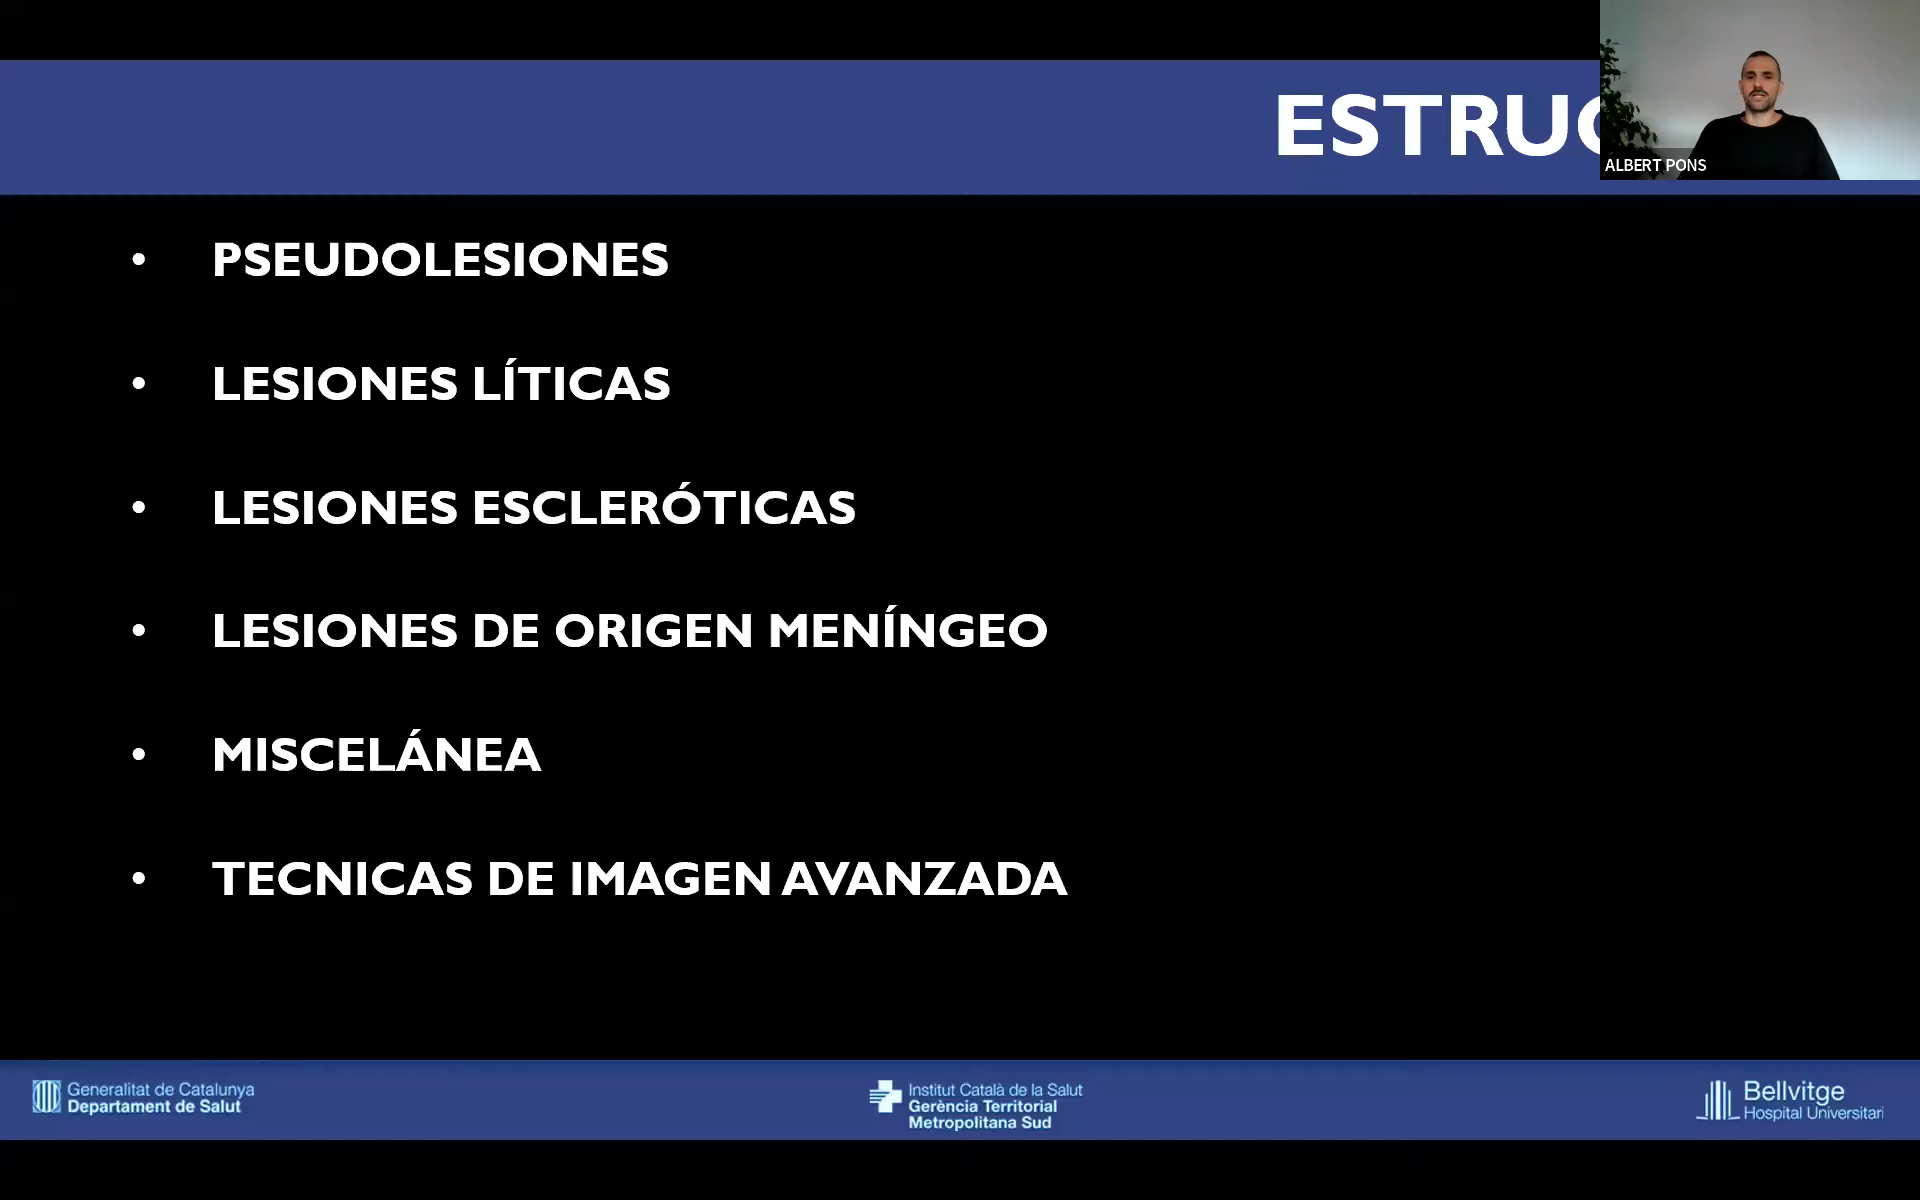 ESTRUC
ALBERT PONS
• PSEUDOLESIONES
• LESIONES LÍTICAS
• LESIONES ESCLERÓTICAS
• LESIONES DE ORIGEN MENÍNGEO
• MISCELÁNEA
• TECNICAS DE IMAGEN AVANZADA
Generalitat de Catalunya
Departament de Salut
Institut Català de la Salut
Gerència Territorial
Metropolitana Sud
Bellvitge
Hospital Universitari